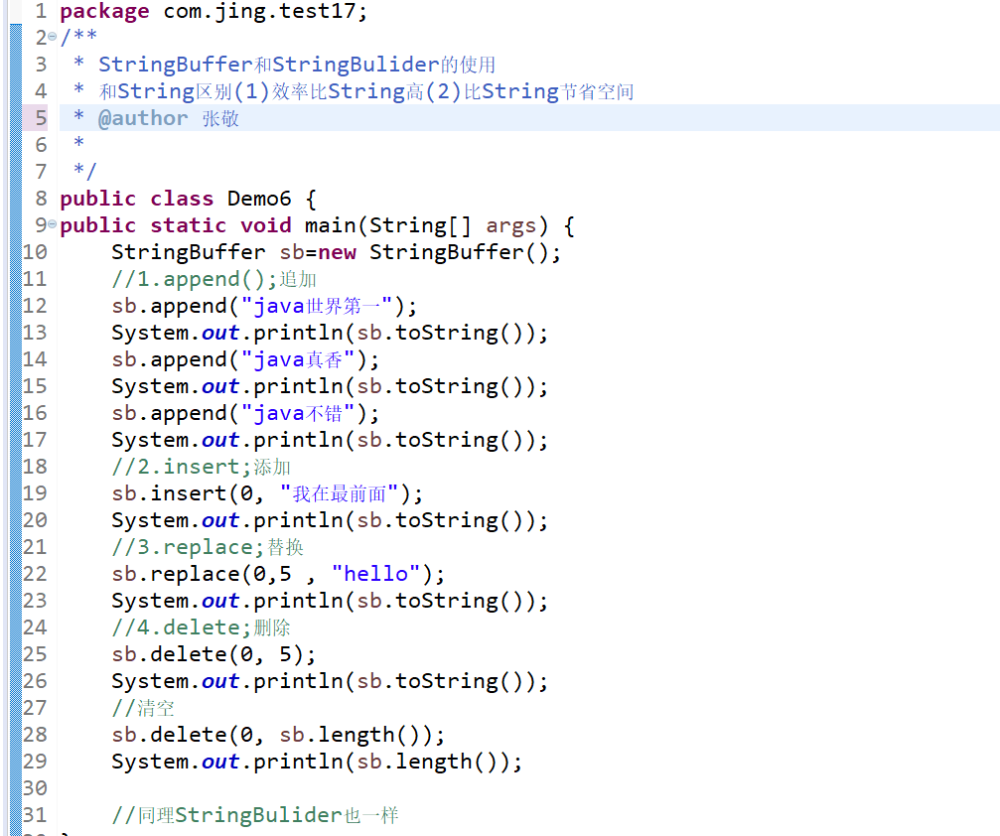 1 package com.jing.test17;
2 /**
3 * StringBuffer和StringBulider的使用
4 * 和String区别(1)效率比String高(2)比String节省空间
5 * @author 张敬
6 *
7 */
8 public class Demo6 {
9 public static void main(String[] args) {
10 StringBuffer sb=new StringBuffer();
11 //1.append();追加
12 sb.append("java世界第一");
13 System.out.println(sb.toString());
14 sb.append("java真香");
15 System.out.println(sb.toString());
16 sb.append("java不错");
17 System.out.println(sb.toString());
18 //2.insert;添加
19 sb.insert(0, "我在最前面");
20 System.out.println(sb.toString());
21 //3.replace;替换
22 sb.replace(0,5 , "hello");
23 System.out.println(sb.toString());
24 //4.delete;删除
25 sb.delete(0, 5);
26 System.out.println(sb.toString());
27 //清空
28 sb.delete(0, sb.length());
29 System.out.println(sb.length());
30
31 //同理StringBulider也一样